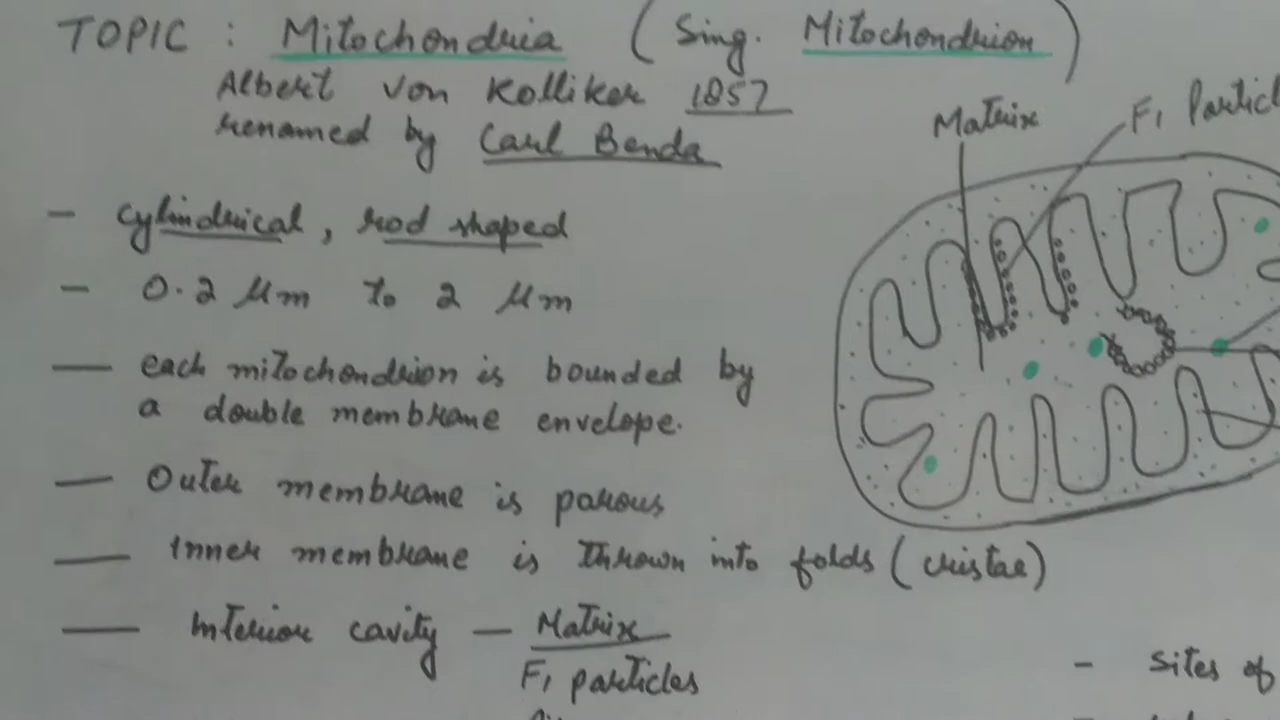 TOPIC : Mitochondria (Sing. Mitochondrion)
Albert von Kolliker 1857
renamed by Carl Benda
Matrix
F1 Particl
- cylindrical, rod shaped
- 0.2 μm to 2 μm
— each mitochondrion is bounded by
a double membrane envelope.
— Outer membrane is porous
— Inner membrane is thrown into folds (cristae)
— Interior cavity — Matrix
F1 particles
- Sites of